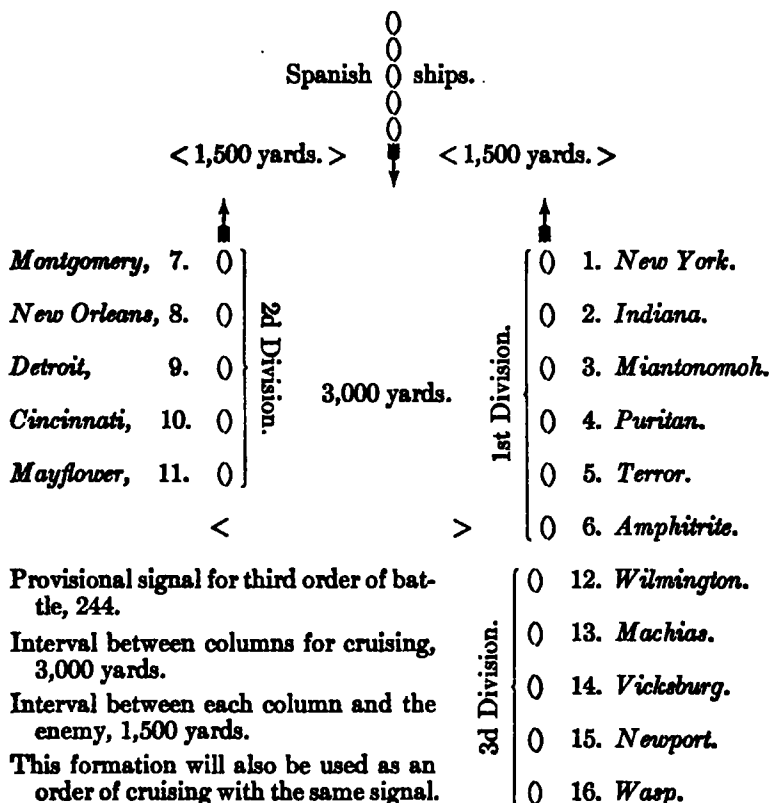 Spanish ships.
< 1,500 yards. > < 1,500 yards. >
Montgomery, 7.
New Orleans, 8.
Detroit, 9.
Cincinnati, 10.
Mayflower, 11.
2d Division.
3,000 yards.
< >
1st Division.
1. New York.
2. Indiana.
3. Miantonomoh.
4. Puritan.
5. Terror.
6. Amphitrite.
Provisional signal for third order of bat-
tle, 244.
Interval between columns for cruising,
3,000 yards.
Interval between each column and the
enemy, 1,500 yards.
This formation will also be used as an
order of cruising with the same signal.
3d Division.
12. Wilmington.
13. Machias.
14. Vicksburg.
15. Newport.
16. Wasp.